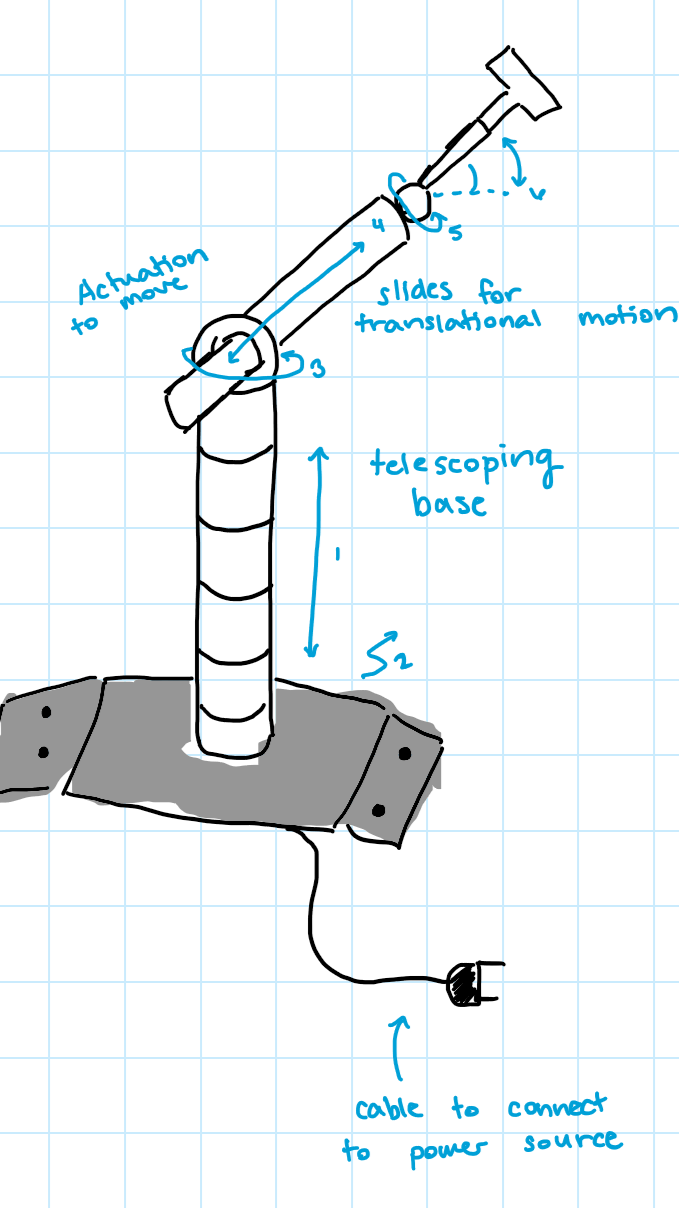 4
5
Actuation
to move
slides for
translational motion
3
telescoping
base
1
2
cable to connect
to power source